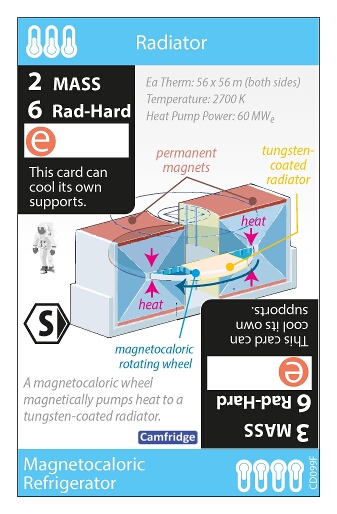 Radiator
2 MASS
6 Rad-Hard
e
This card can
cool its own
supports.
Ea Therm: 56 x 56 m (both sides)
Temperature: 2700 K
Heat Pump Power: 60 MWe
permanent
magnets
tungsten-
coated
radiator
heat
heat
S
magnetocaloric
rotating wheel
A magnetocaloric wheel
magnetically pumps heat to a
tungsten-coated radiator.
Camfridge
3 MASS
6 Rad-Hard
e
This card can
cool its own
supports.
Magnetocaloric
Refrigerator
CD099F